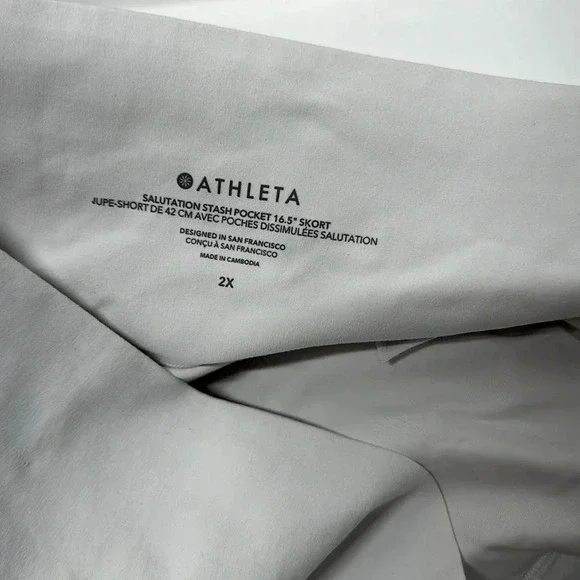 ATHLETA
SALUTATION STASH POCKET 16.5" SKORT
JUPE-SHORT DE 42 CM AVEC POCHES DISSIMULÉES SALUTATION
DESIGNED IN SAN FRANCISCO
CONÇU À SAN FRANCISCO
MADE IN CAMBODIA
2X